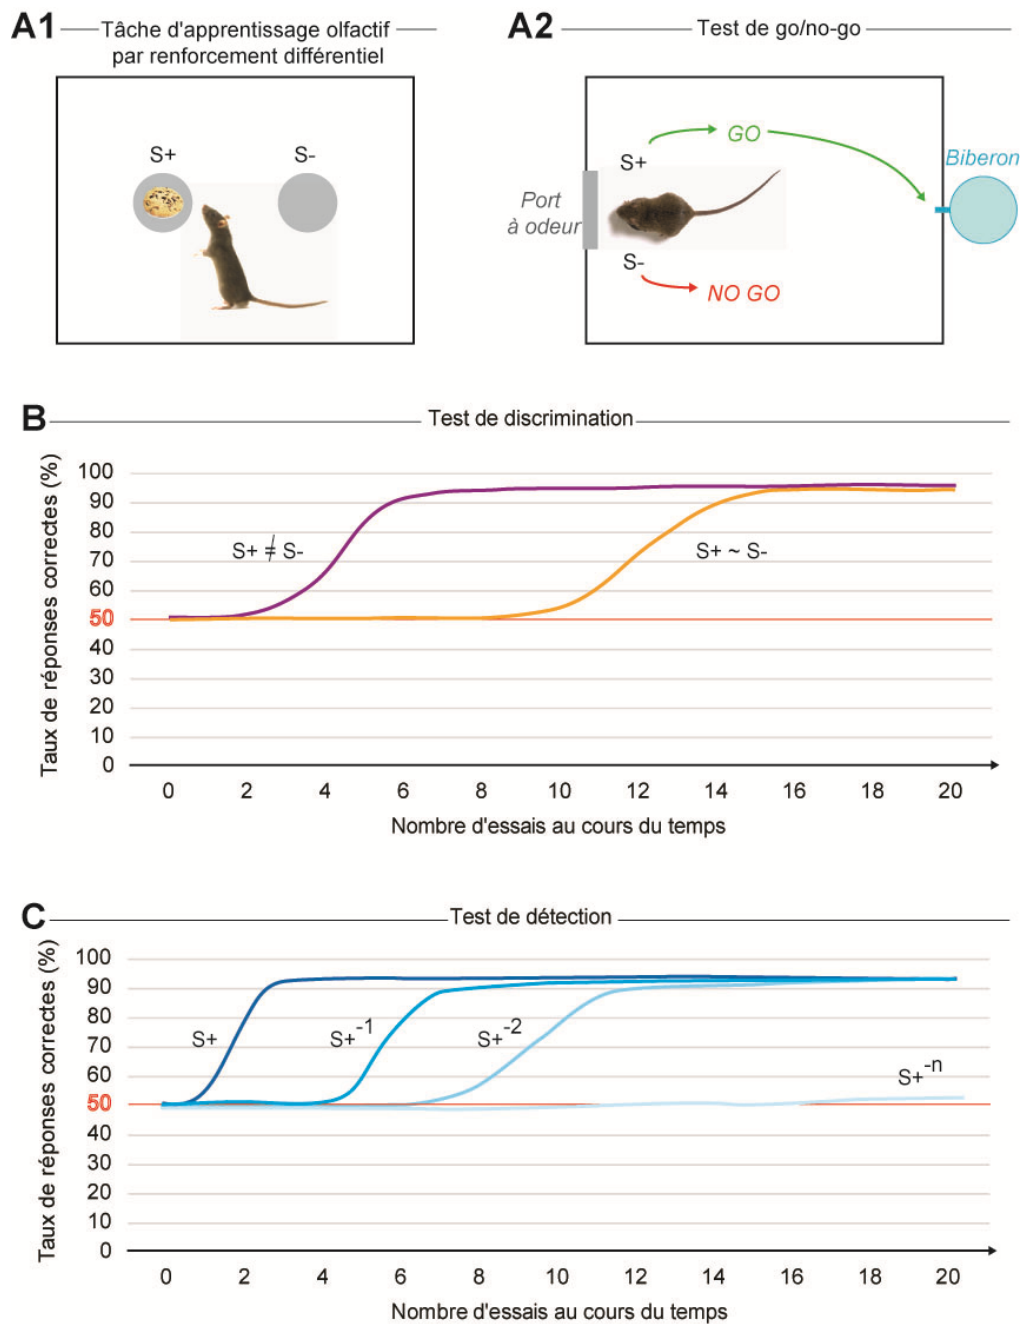 A1 Tâche d'apprentissage olfactif
par renforcement différentiel
S+ S-
A2 Test de go/no-go
GO
S+
Biberon
Port
à odeur
S-
NO GO
B Test de discrimination
Taux de réponses correctes (%)
100
90
80
70
60
50
40
30
20
10
0
S+ ≠ S-
S+ ~ S-
0 2 4 6 8 10 12 14 16 18 20
Nombre d'essais au cours du temps
C Test de détection
Taux de réponses correctes (%)
100
90
80
70
60
50
40
30
20
10
0
S+
S+-1
S+-2
S+-n
0 2 4 6 8 10 12 14 16 18 20
Nombre d'essais au cours du temps